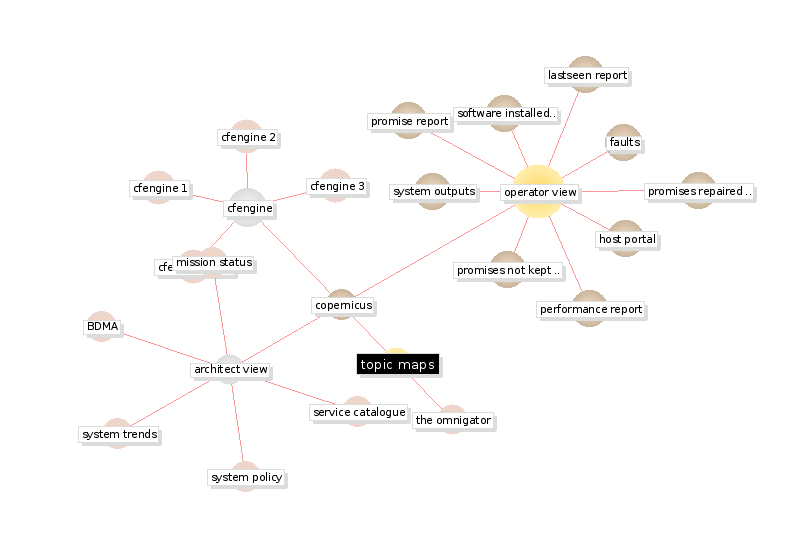 lastseen report
software installed..
promise report
cfengine 2
faults
cfengine 1
cfengine 3
system outputs
operator view
promises repaired ..
cfengine
host portal
mission status
promises not kept ..
copernicus
performance report
BDMA
topic maps
architect view
service catalogue
the omnigator
system trends
system policy